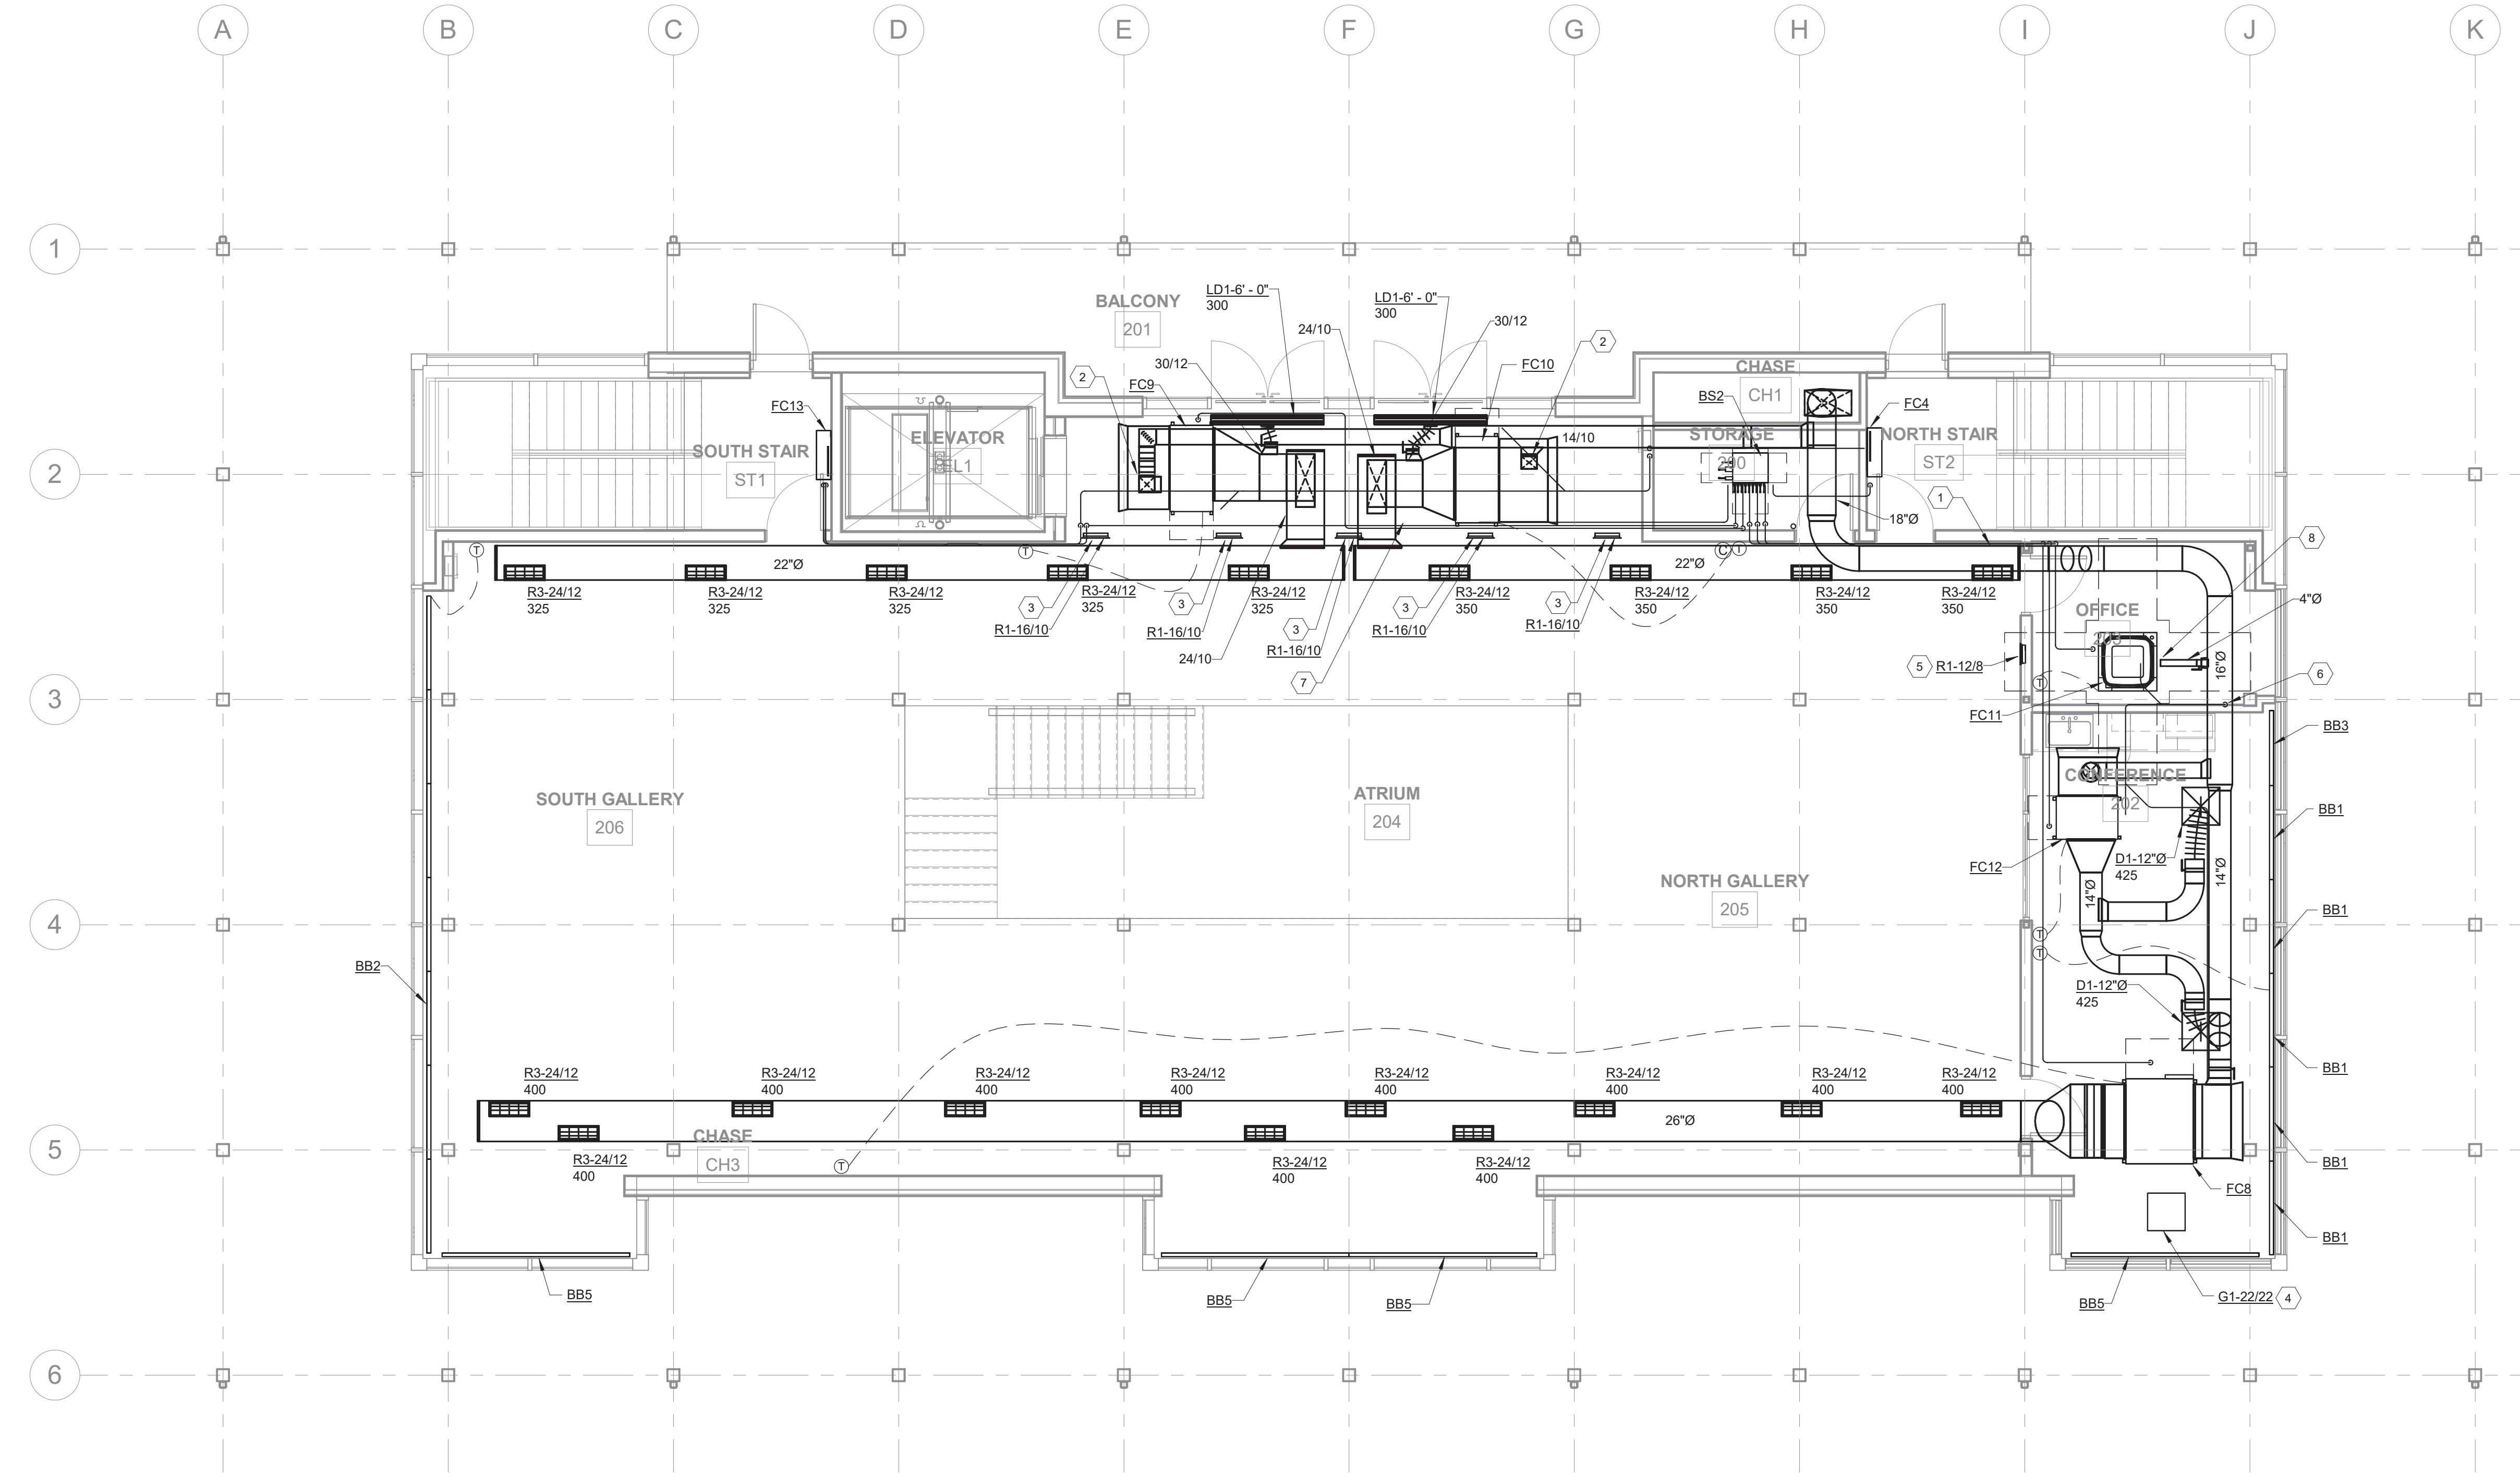 A B C D E F G H I J K
1
LD1-6' - 0"
300
LD1-6' - 0"
300
BALCONY
201
24/10
30/12
2
30/12
FC10
CHASE
CH1
2
FC9
BS2
FC13
FC4
SOUTH STAIR
ST1
ELEVATOR
EL1
14/10
STORAGE
200
NORTH STAIR
ST2
2
1
18"Ø
8
T
T
C
T
22"Ø
22"Ø
R3-24/12
325
R3-24/12
325
R3-24/12
325
R3-24/12
325
R3-24/12
325
R3-24/12
350
R3-24/12
350
R3-24/12
350
R3-24/12
350
3
R1-16/10
3
R1-16/10
3
R1-16/10
3
R1-16/10
3
R1-16/10
24/10
7
OFFICE
203
4"Ø
16"Ø
5
R1-12/8
T
6
3
FC11
BB3
CONFERENCE
202
SOUTH GALLERY
206
ATRIUM
204
BB1
D1-12"Ø
425
FC12
14"Ø
14"Ø
NORTH GALLERY
205
BB1
4
T
T
BB2
D1-12"Ø
425
BB1
R3-24/12
400
R3-24/12
400
R3-24/12
400
R3-24/12
400
R3-24/12
400
R3-24/12
400
R3-24/12
400
R3-24/12
400
26"Ø
CHASE
CH3
5
T
R3-24/12
400
R3-24/12
400
R3-24/12
400
BB1
FC8
BB1
BB5
BB5
BB5
BB5
G1-22/22
4
6